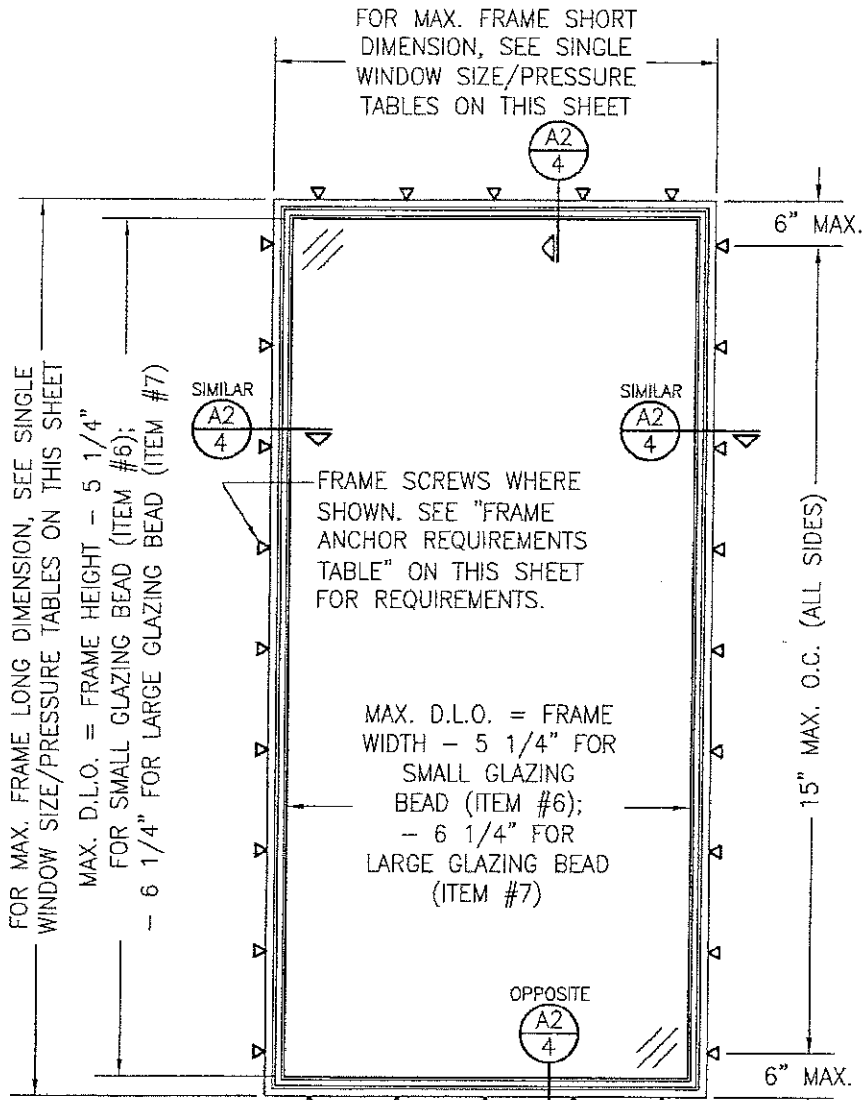 FOR MAX. FRAME SHORT
DIMENSION, SEE SINGLE
WINDOW SIZE/PRESSURE
TABLES ON THIS SHEET
A2
4
6" MAX.
FOR MAX. FRAME LONG DIMENSION, SEE SINGLE
WINDOW SIZE/PRESSURE TABLES ON THIS SHEET
MAX. D.L.O. = FRAME HEIGHT - 5 1/4"
FOR SMALL GLAZING BEAD (ITEM #6);
- 6 1/4" FOR LARGE GLAZING BEAD (ITEM #7)
SIMILAR
A2
4
SIMILAR
A2
4
FRAME SCREWS WHERE
SHOWN. SEE "FRAME
ANCHOR REQUIREMENTS
TABLE" ON THIS SHEET
FOR REQUIREMENTS.
15" MAX. O.C. (ALL SIDES)
MAX. D.L.O. = FRAME
WIDTH - 5 1/4" FOR
SMALL GLAZING
BEAD (ITEM #6);
- 6 1/4" FOR
LARGE GLAZING BEAD
(ITEM #7)
OPPOSITE
A2
4
6" MAX.